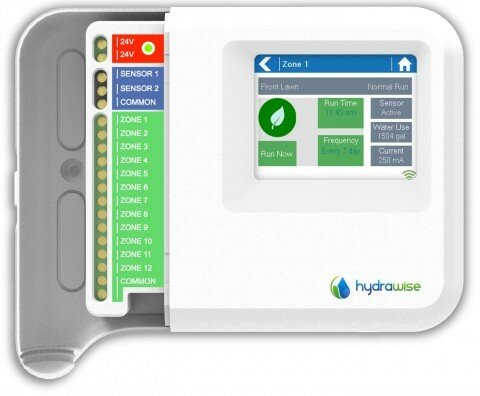 24V
24V
SENSOR 1
SENSOR 2
COMMON
ZONE 1
ZONE 2
ZONE 3
ZONE 4
ZONE 5
ZONE 6
ZONE 7
ZONE 8
ZONE 9
ZONE 10
ZONE 11
ZONE 12
COMMON
Zone 1
Front Lawn
Normal Run
Run Now
Run Time
11:45 am
Frequency
Every 7 day
Sensor
Active
Water Use
1504 gal
Current
250 mA
hydrawise